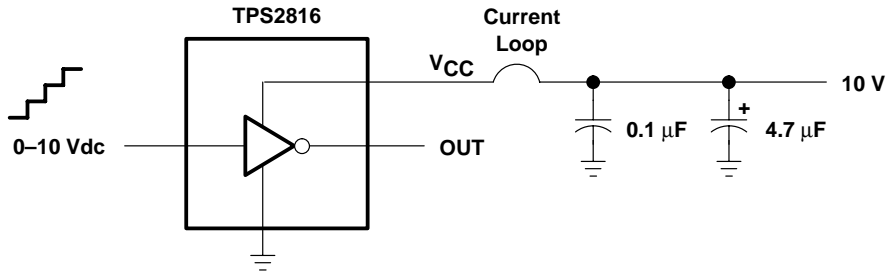 TPS2816
Current
Loop
VCC
10 V
0–10 Vdc
OUT
0.1 μF
+
4.7 μF